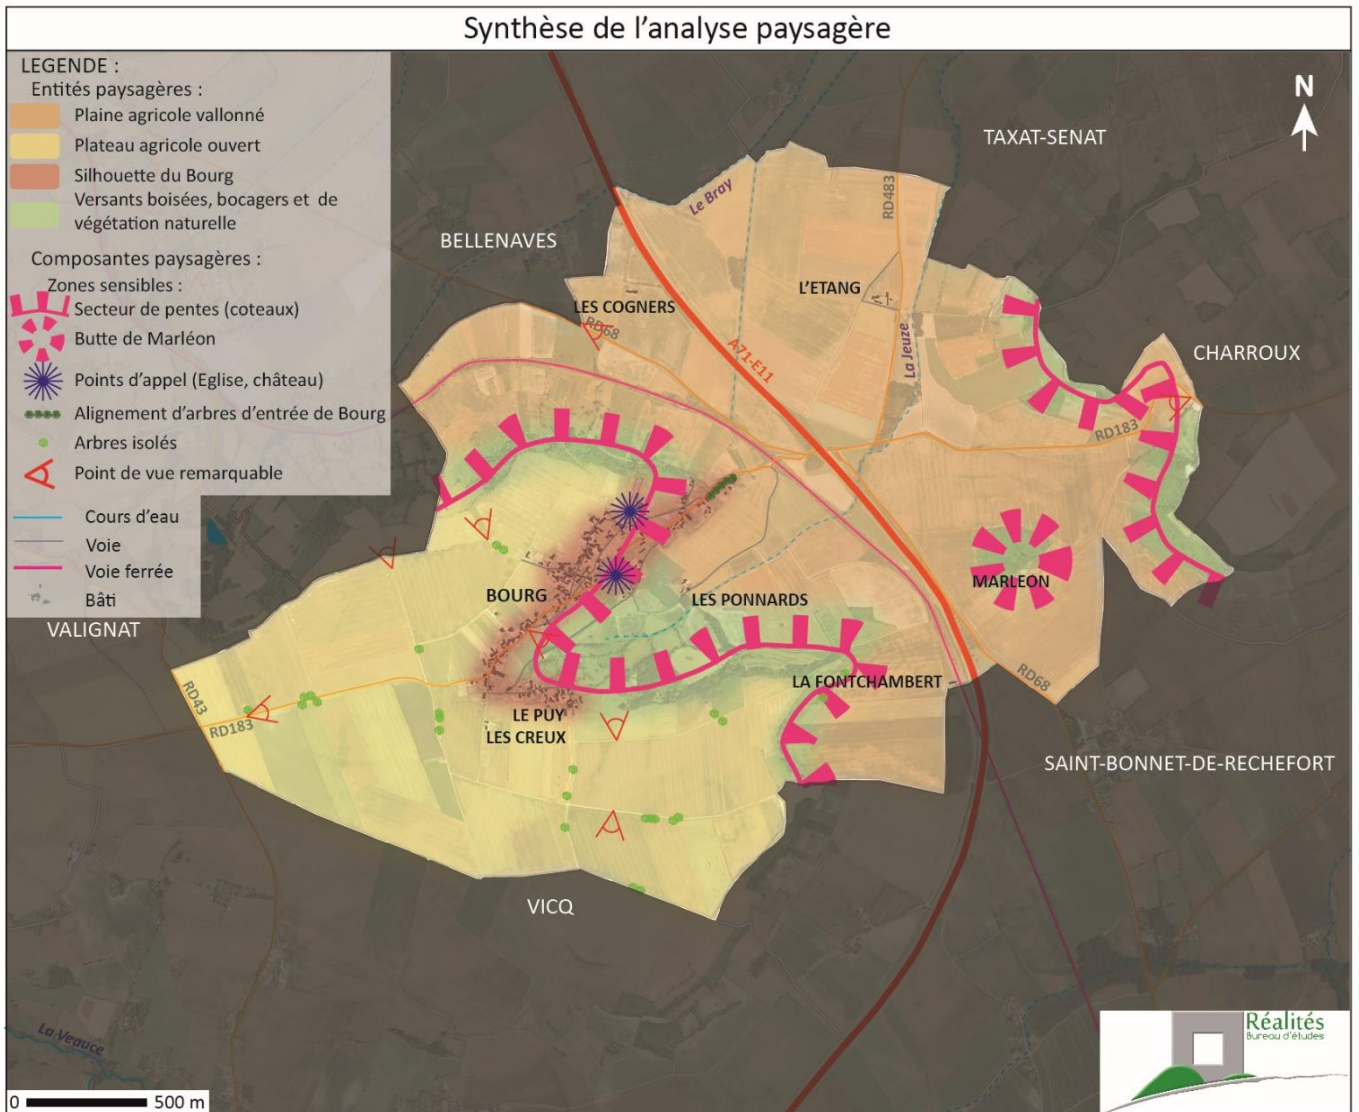 Synthèse de l'analyse paysagère
LEGENDE :
Entités paysagères :
Plaine agricole vallonné
Plateau agricole ouvert
Silhouette du Bourg
Versants boisées, bocagers et de
végétation naturelle
Composantes paysagères :
Zones sensibles :
Secteur de pentes (coteaux)
Butte de Marléon
Points d'appel (Eglise, château)
Alignement d'arbres d'entrée de Bourg
Arbres isolés
Point de vue remarquable
Cours d'eau
Voie
Voie ferrée
Bâti
N
TAXAT-SENAT
Le Bray
RD483
BELLENAVES
L'ETANG
LES COGNERS
RD68
La Jeuze
A71-E11
CHARROUX
RD183
MARLEON
BOURG
LES PONNARDS
VALIGNAT
LA FONTCHAMBERT
RD68
RD43
RD183
LE PUY
LES CREUX
SAINT-BONNET-DE-RECHEFORT
VICQ
La Veauce
Réalités
Bureau d'études
0 500 m